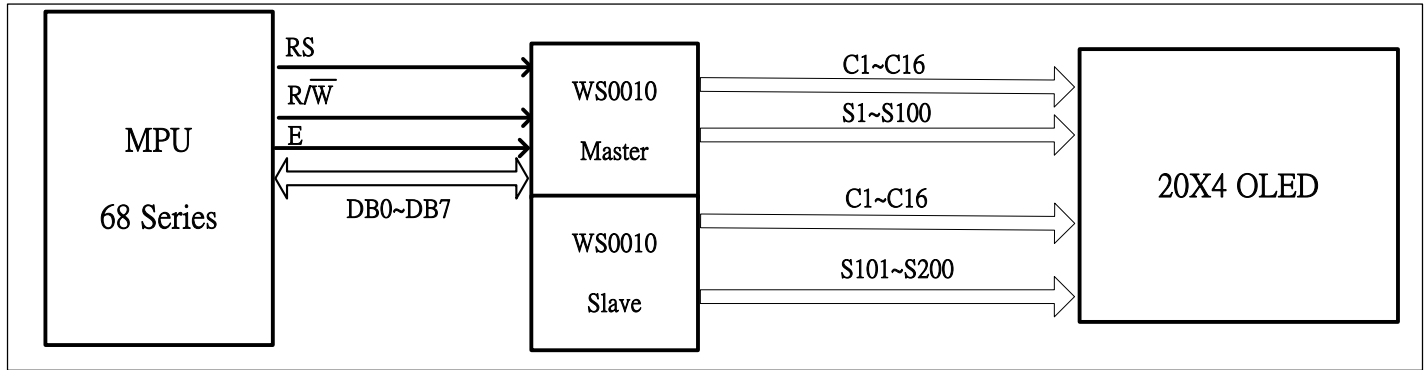 MPU
68 Series
RS
R/W̅
E
DB0~DB7
WS0010
Master
WS0010
Slave
C1~C16
S1~S100
C1~C16
S101~S200
20X4 OLED